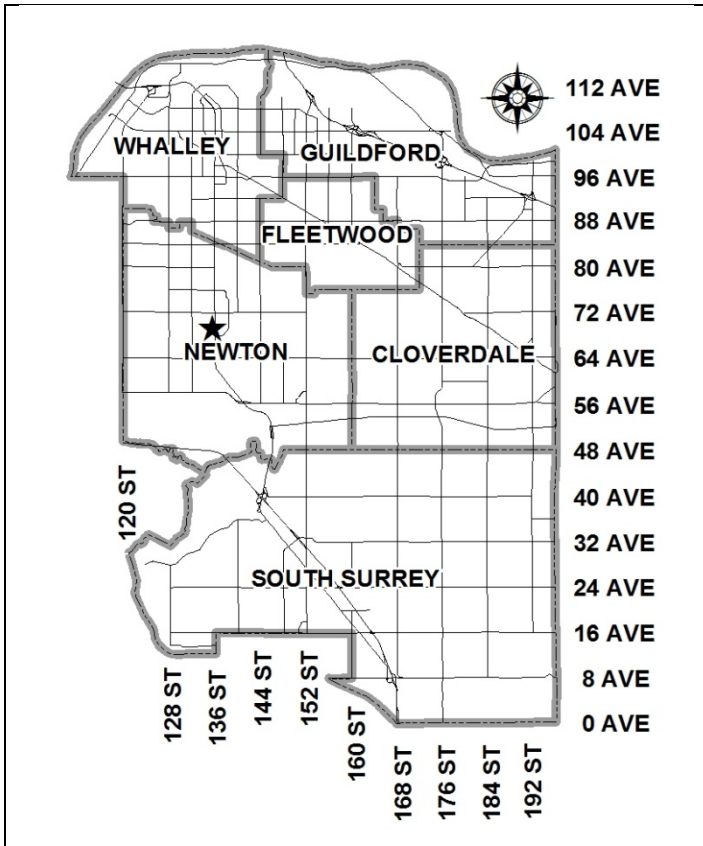 112 AVE
104 AVE
WHALLEY
GUILDFORD
96 AVE
88 AVE
FLEETWOOD
80 AVE
72 AVE
NEWTON
CLOVERDALE
64 AVE
56 AVE
48 AVE
120 ST
40 AVE
32 AVE
SOUTH SURREY
24 AVE
16 AVE
8 AVE
0 AVE
128 ST
136 ST
144 ST
152 ST
160 ST
168 ST
176 ST
184 ST
192 ST